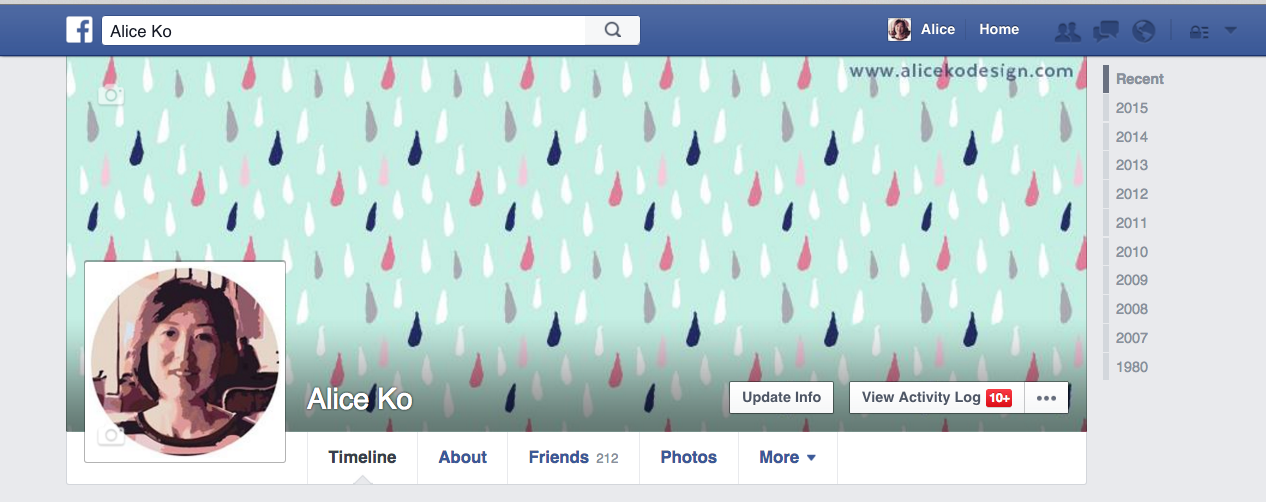 f Alice Ko Alice Home
www.alicekodesign.com
Recent
2015
2014
2013
2012
2011
2010
2009
2008
2007
1980
Alice Ko
Update Info View Activity Log 10+ •••
Timeline About Friends 212 Photos More